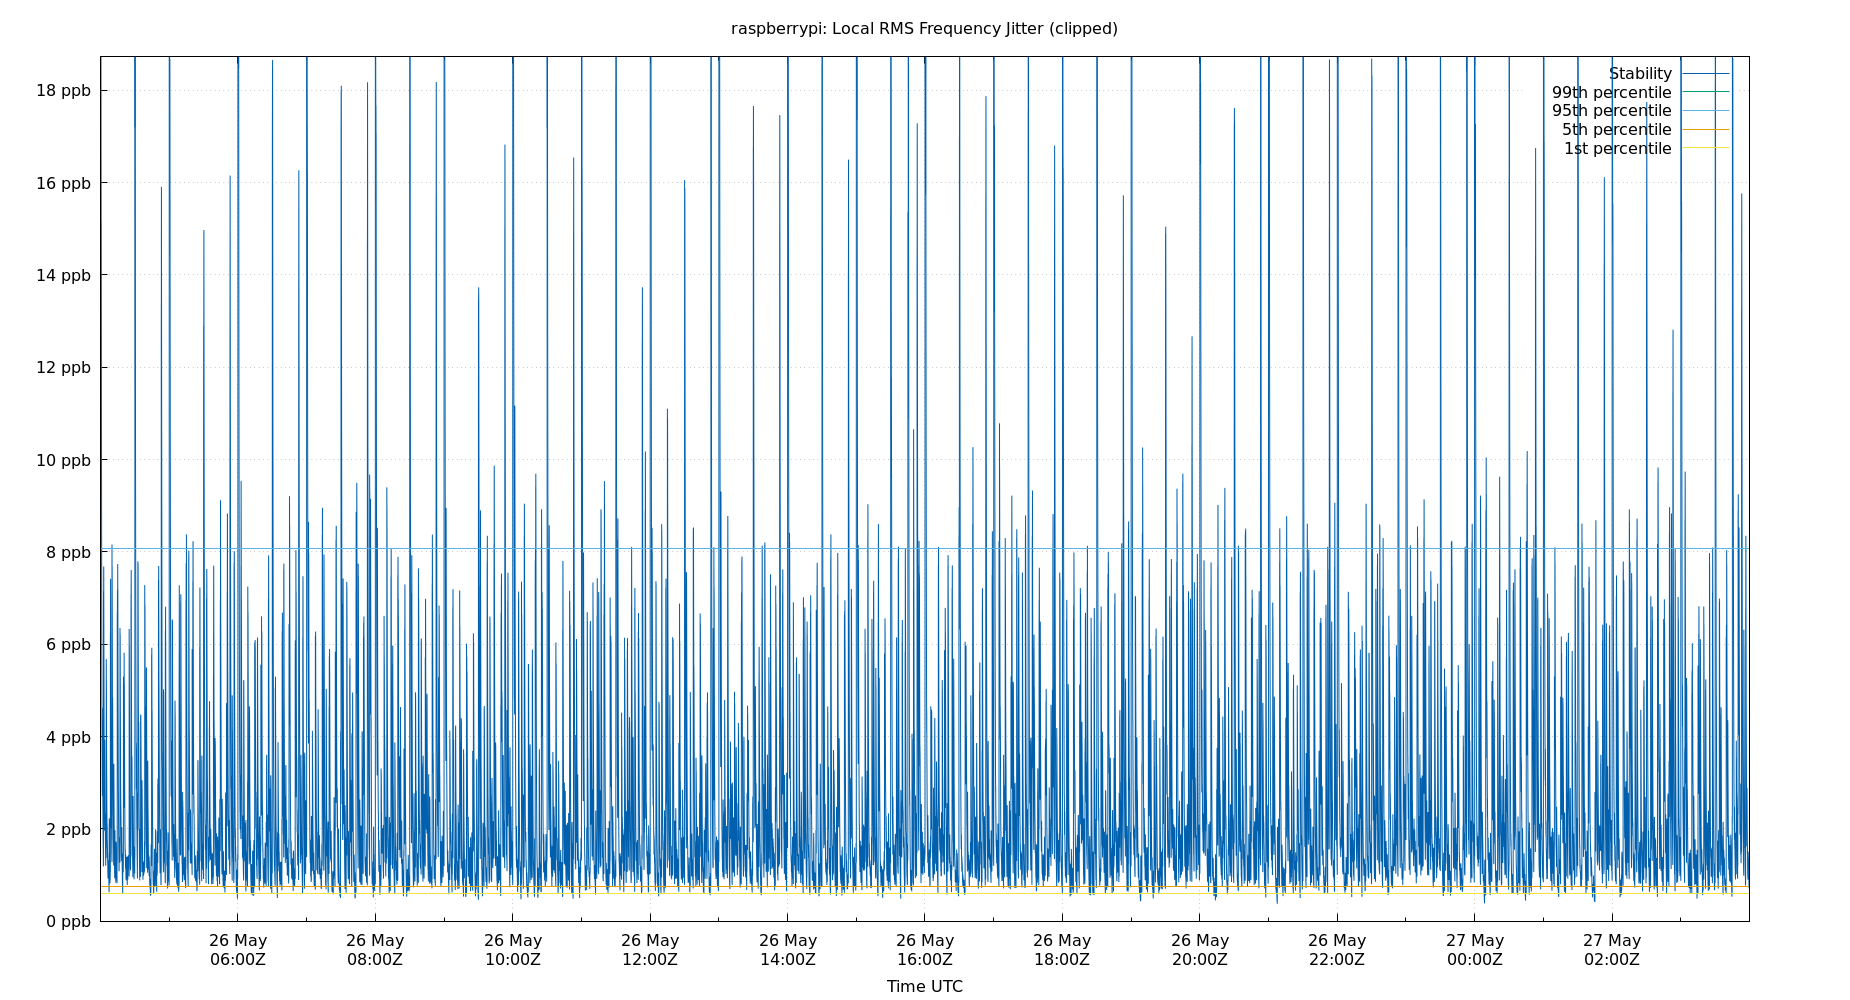 raspberrypi: Local RMS Frequency Jitter (clipped)
18 ppb
16 ppb
14 ppb
12 ppb
10 ppb
8 ppb
6 ppb
4 ppb
2 ppb
0 ppb
Stability
99th percentile
95th percentile
5th percentile
1st percentile
26 May
06:00Z
26 May
08:00Z
26 May
10:00Z
26 May
12:00Z
26 May
14:00Z
26 May
16:00Z
26 May
18:00Z
26 May
20:00Z
26 May
22:00Z
27 May
00:00Z
27 May
02:00Z
Time UTC